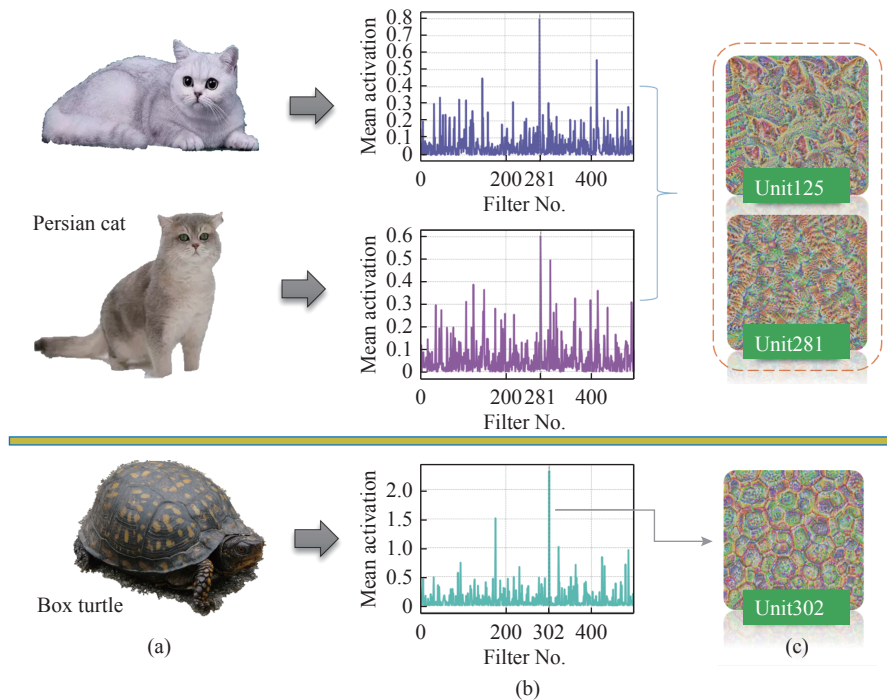 0.8
0.7
0.6
0.5
0.4
0.3
0.2
0.1
0
Mean activation
0 200 281 400
Filter No.
Unit125
Persian cat
0.6
0.5
0.4
0.3
0.2
0.1
0
Mean activation
0 200 281 400
Filter No.
Unit281
2.0
1.5
1.0
0.5
0
Mean activation
0 200 302 400
Filter No.
Box turtle
Unit302
(a)
(b)
(c)